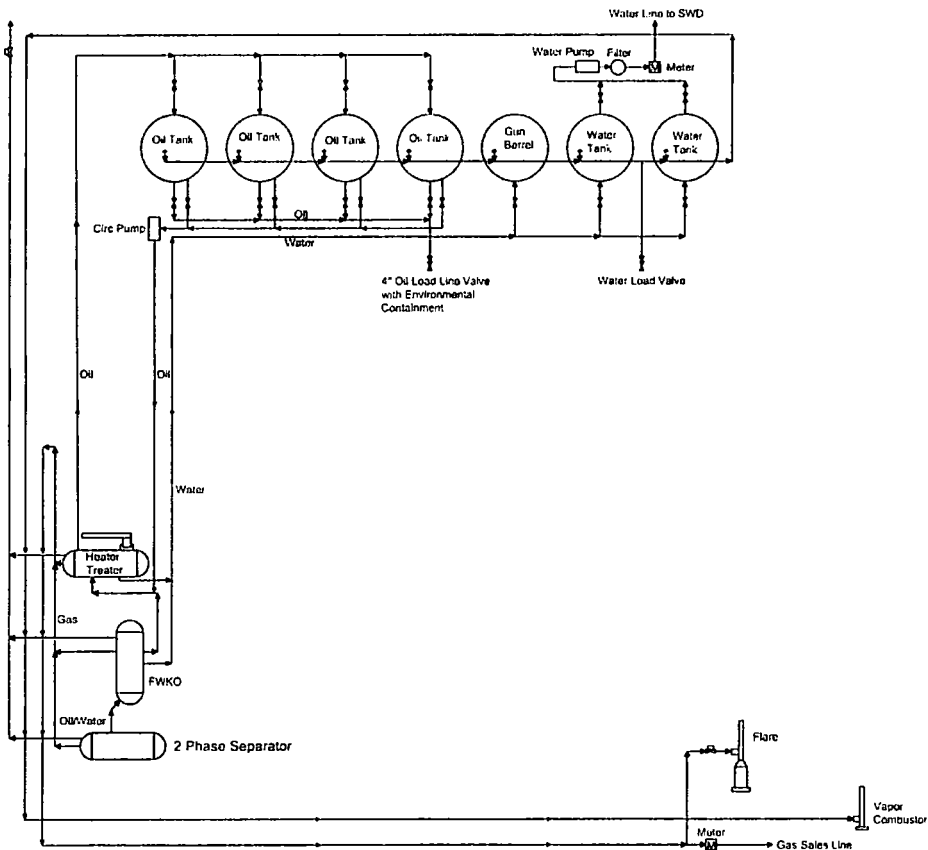 Water Line to SWD
Water Pump
Filter
Meter
Oil Tank
Oil Tank
Oil Tank
Oil Tank
Gun
Barrel
Water
Tank
Water
Tank
Oil
Circ Pump
Water
4" Oil Load Line Valve
with Environmental
Containment
Water Load Valve
Oil
Oil
Water
Heater
Treater
Gas
FWKO
Oil/Water
2 Phase Separator
Flare
Vapor
Combustor
Meter
Gas Sales Line